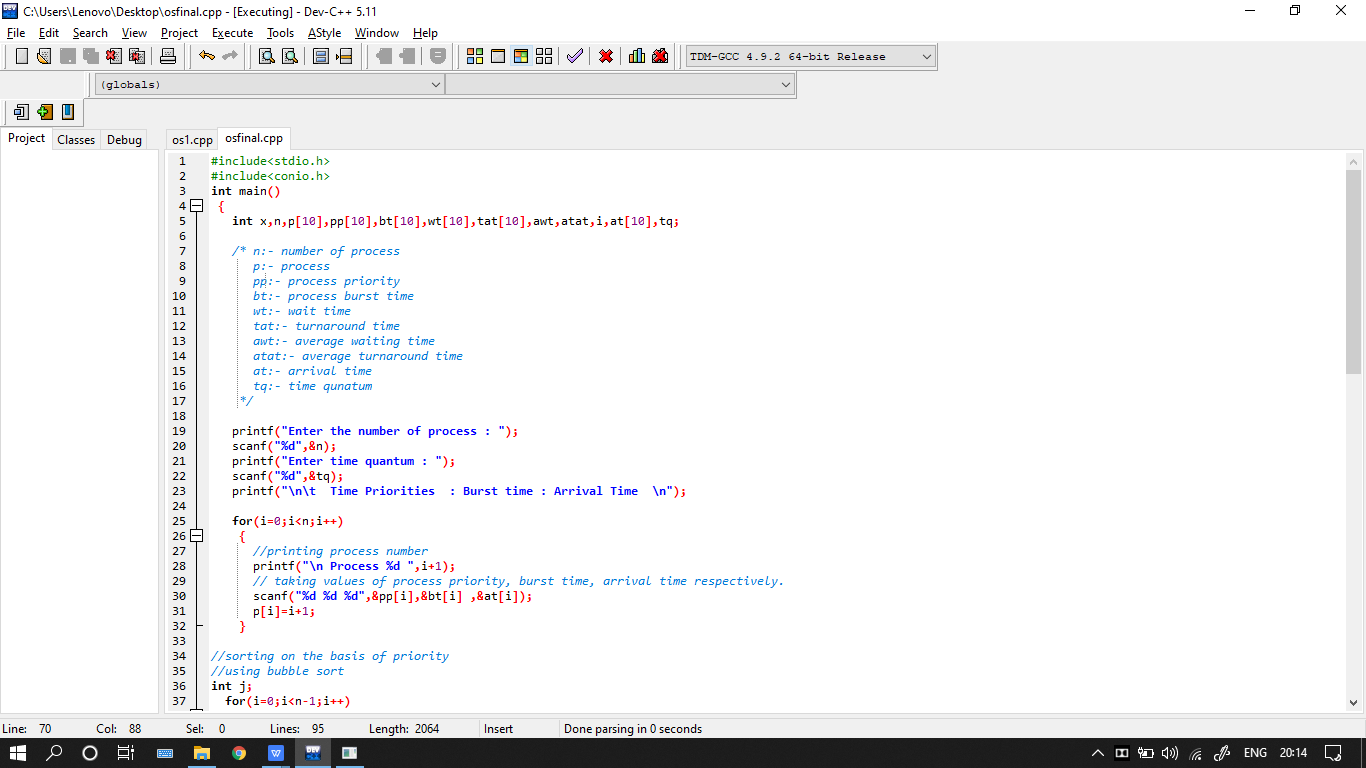 C:\Users\Lenovo\Desktop\osfinal.cpp - [Executing] - Dev-C++ 5.11
File Edit Search View Project Execute Tools AStyle Window Help
TDM-GCC 4.9.2 64-bit Release
(globals)
Project Classes Debug os1.cpp osfinal.cpp
1 #include<stdio.h>
2 #include<conio.h>
3 int main()
4 {
5 int x,n,p[10],pp[10],bt[10],wt[10],tat[10],awt,atat,i,at[10],tq;
6
7 /* n:- number of process
8 p:- process
9 pp:- process priority
10 bt:- process burst time
11 wt:- wait time
12 tat:- turnaround time
13 awt:- average waiting time
14 atat:- average turnaround time
15 at:- arrival time
16 tq:- time qunatum
17 */
18
19 printf("Enter the number of process : ");
20 scanf("%d",&n);
21 printf("Enter time quantum : ");
22 scanf("%d",&tq);
23 printf("\n\t  Time Priorities  : Burst time : Arrival Time  \n");
24
25 for(i=0;i<n;i++)
26 {
27 //printing process number
28 printf("\n Process %d ",i+1);
29 // taking values of process priority, burst time, arrival time respectively.
30 scanf("%d %d %d",&pp[i],&bt[i] ,&at[i]);
31 p[i]=i+1;
32 }
33
34 //sorting on the basis of priority
35 //using bubble sort
36 int j;
37 for(i=0;i<n-1;i++)
Line: 70 Col: 88 Sel: 0 Lines: 95 Length: 2064 Insert Done parsing in 0 seconds
ENG 20:14